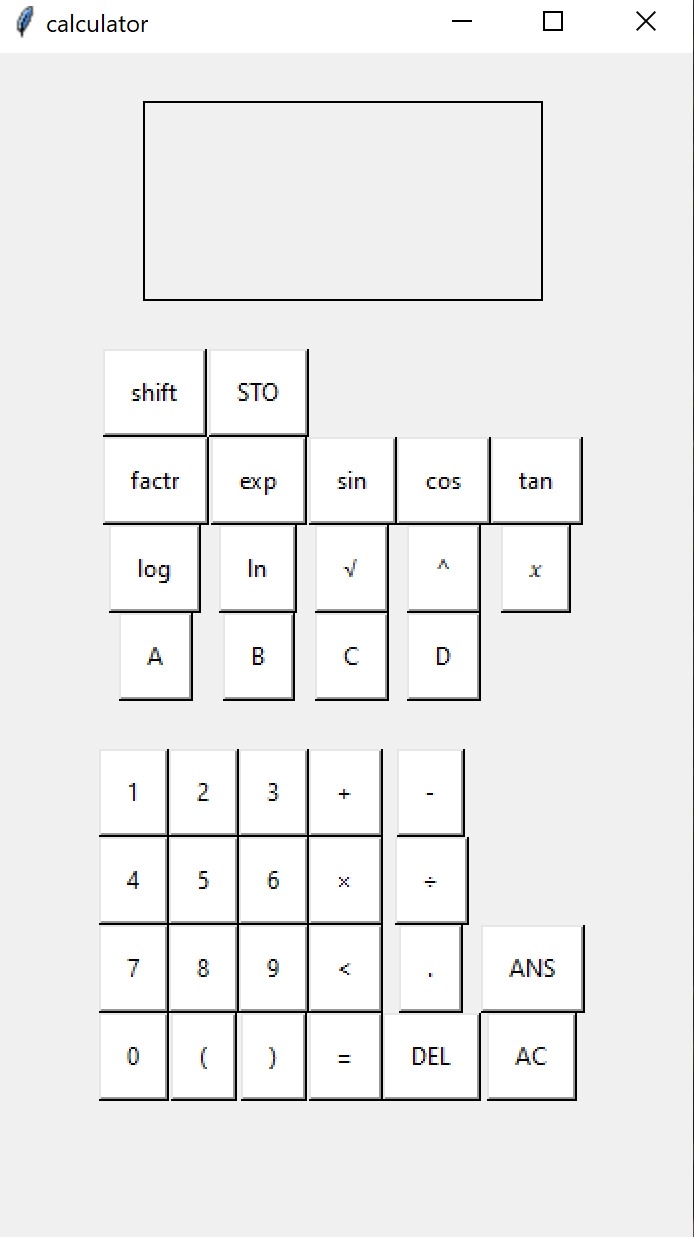 calculator
shift STO
factr exp sin cos tan
log ln √ ^ x
A B C D
1 2 3 + -
4 5 6 × ÷
7 8 9 < . ANS
0 ( ) = DEL AC